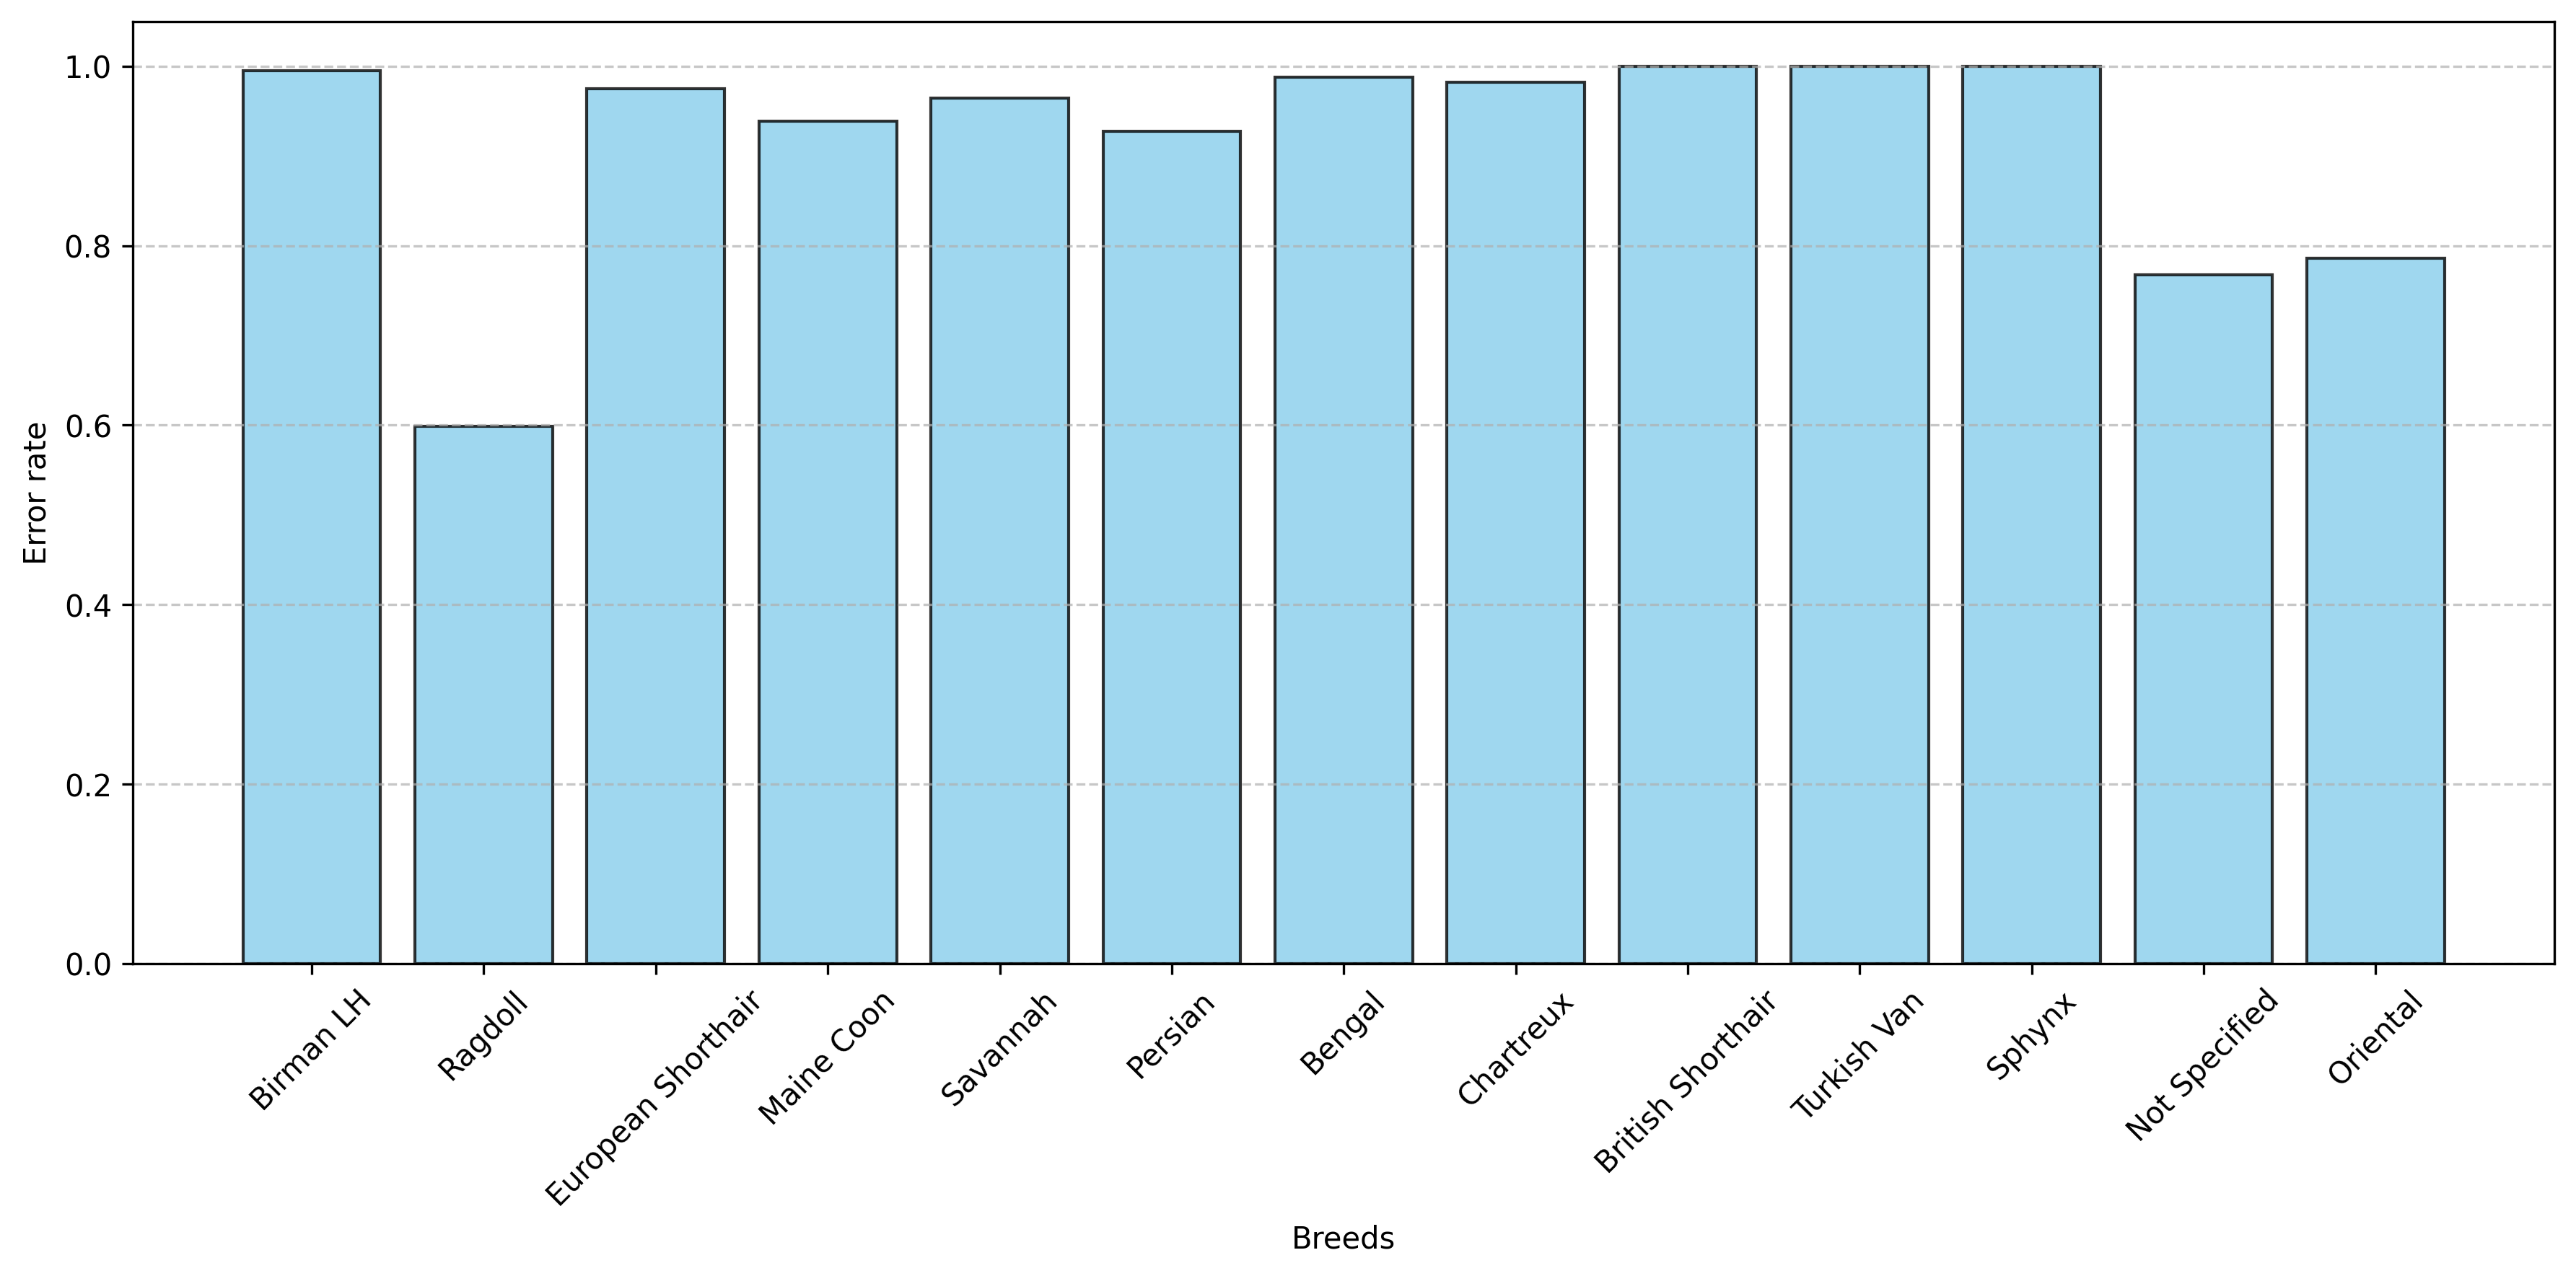 Error rate
1.0
0.8
0.6
0.4
0.2
0.0
Birman LH
Ragdoll
European Shorthair
Maine Coon
Savannah
Persian
Bengal
Chartreux
British Shorthair
Turkish Van
Sphynx
Not Specified
Oriental
Breeds